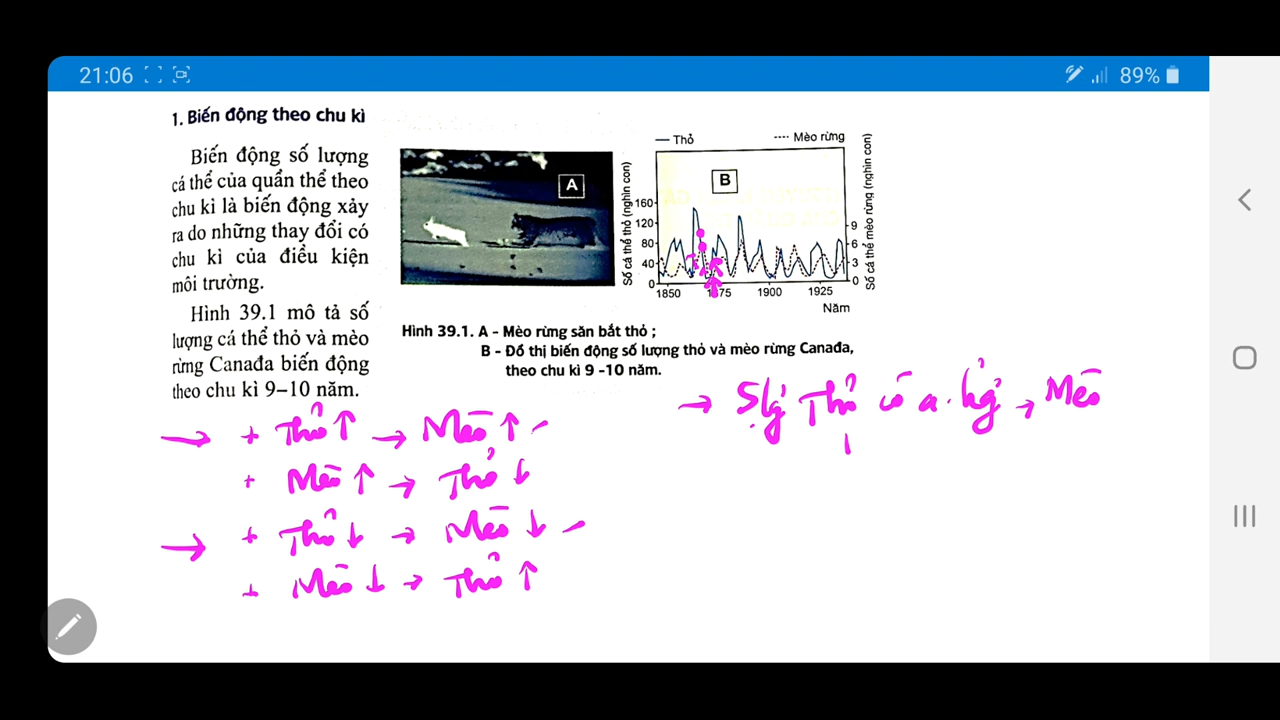 21:06
89%
1. Biến động theo chu kì
Biến động số lượng
cá thể của quần thể theo
chu kì là biến động xảy
ra do những thay đổi có
chu kì của điều kiện
môi trường.
Hình 39.1 mô tả số
lượng cá thể thỏ và mèo
rừng Canađa biến động
theo chu kì 9–10 năm.
A
Thỏ
Mèo rừng
B
Số cá thể thỏ (nghìn con)
160
120
80
40
0
Số cá thể mèo rừng (nghìn con)
9
6
3
0
1850
1875
1900
1925
Năm
Hình 39.1. A - Mèo rừng săn bắt thỏ ;
B - Đồ thị biến động số lượng thỏ và mèo rừng Canađa,
theo chu kì 9 -10 năm.
→ + Thỏ ↑ → Mèo ↑
+ Mèo ↑ → Thỏ ↓
→ + Thỏ ↓ → Mèo ↓
+ Mèo ↓ → Thỏ ↑
→ Slg Thỏ có a. hg → Mèo